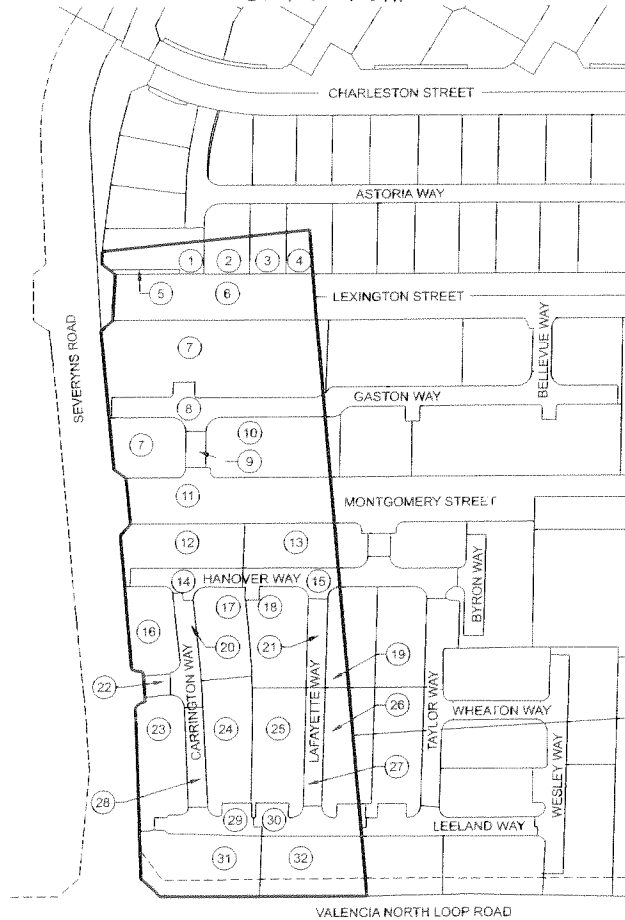 CHARLESTON STREET
ASTORIA WAY
1
2
3
4
5
6
LEXINGTON STREET
SEVERYNS ROAD
7
BELLEVUE WAY
GASTON WAY
8
7
10
9
11
MONTGOMERY STREET
12
13
14
HANOVER WAY
15
BYRON WAY
16
17
18
20
21
19
22
CARRINGTON WAY
LAFAYETTE WAY
TAYLOR WAY
WHEATON WAY
23
24
25
26
WESLEY WAY
27
28
29
30
LEELAND WAY
31
32
VALENCIA NORTH LOOP ROAD